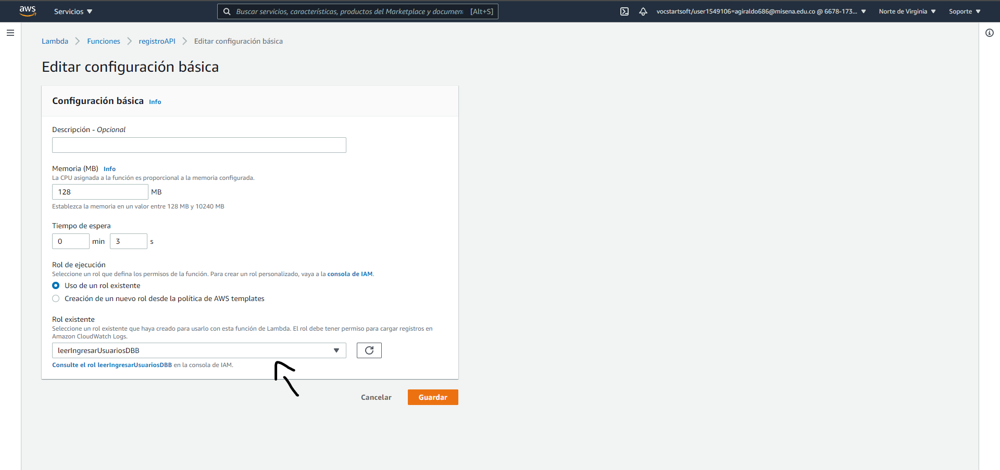 aws
Servicios
Buscar servicios, características, productos del Marketplace y documen [Alt+S]
vocstartsoft/user1549106=agiraldo686@misena.edu.co @ 6678-173...
Norte de Virginia
Soporte
Lambda
Funciones
registroAPI
Editar configuración básica
Editar configuración básica
Configuración básica Info
Descripción - Opcional
Memoria (MB) Info
La CPU asignada a la función es proporcional a la memoria configurada.
128 MB
Establezca la memoria en un valor entre 128 MB y 10240 MB
Tiempo de espera
0 min 3 s
Rol de ejecución
Seleccione un rol que defina los permisos de la función. Para crear un rol personalizado, vaya a la consola de IAM.
Uso de un rol existente
Creación de un nuevo rol desde la política de AWS templates
Rol existente
Seleccione un rol existente que haya creado para usarlo con esta función de Lambda. El rol debe tener permiso para cargar registros en
Amazon CloudWatch Logs.
leerIngresarUsuariosDBB
Consulte el rol leerIngresarUsuariosDBB en la consola de IAM.
Cancelar
Guardar